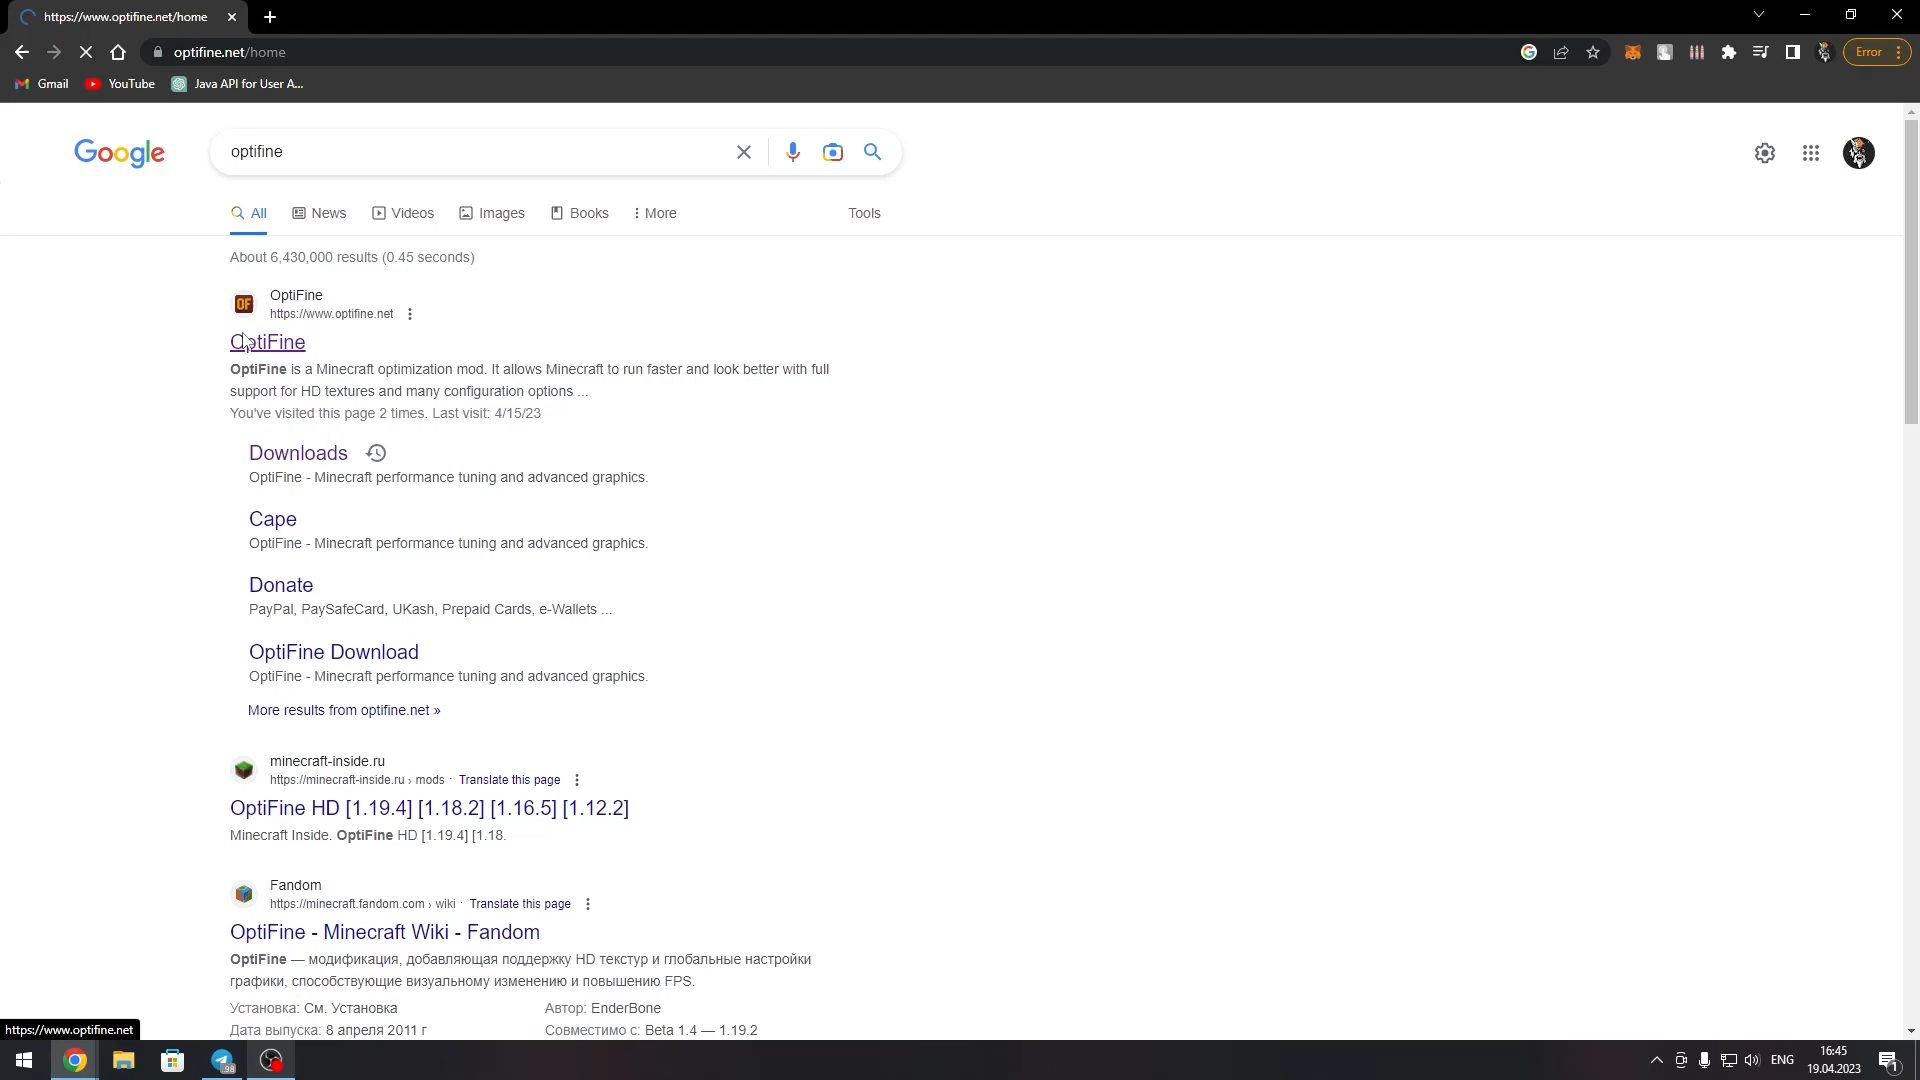 https://www.optifine.net/home
optifine.net/home
Error
Gmail
YouTube
Java API for User A...
Google
optifine
All
News
Videos
Images
Books
More
Tools
About 6,430,000 results (0.45 seconds)
OF
OptiFine
https://www.optifine.net
OptiFine
OptiFine is a Minecraft optimization mod. It allows Minecraft to run faster and look better with full
support for HD textures and many configuration options ...
You've visited this page 2 times. Last visit: 4/15/23
Downloads
OptiFine - Minecraft performance tuning and advanced graphics.
Cape
OptiFine - Minecraft performance tuning and advanced graphics.
Donate
PayPal, PaySafeCard, UKash, Prepaid Cards, e-Wallets ...
OptiFine Download
OptiFine - Minecraft performance tuning and advanced graphics.
More results from optifine.net »
minecraft-inside.ru
https://minecraft-inside.ru › mods · Translate this page
OptiFine HD [1.19.4] [1.18.2] [1.16.5] [1.12.2]
Minecraft Inside. OptiFine HD [1.19.4] [1.18.
Fandom
https://minecraft.fandom.com › wiki · Translate this page
OptiFine - Minecraft Wiki - Fandom
OptiFine — модификация, добавляющая поддержку HD текстур и глобальные настройки
графики, способствующие визуальному изменению и повышению FPS.
Установка: См. Установка
Автор: EnderBone
Дата выпуска: 8 апреля 2011 г
Совместимо с: Beta 1.4 — 1.19.2
https://www.optifine.net
98
ENG
16:45
19.04.2023
1